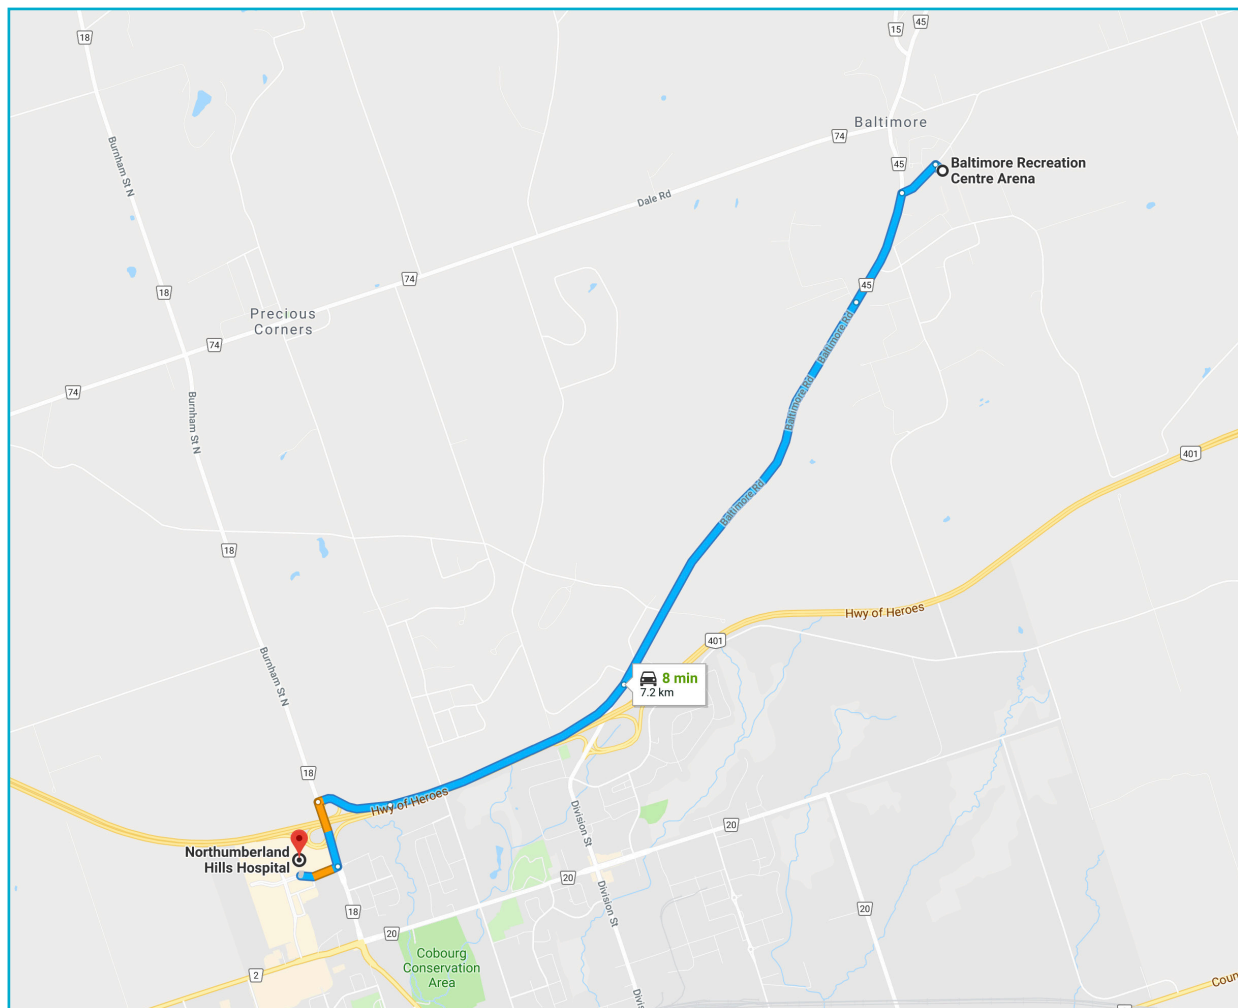 18
15
45
Baltimore
74
45
Burnham St N
Baltimore Recreation
Centre Arena
Dale Rd
74
18
45
Precious
Corners
74
Baltimore Rd
74
Burnham St N
Baltimore Rd
401
Baltimore Rd
18
Hwy of Heroes
401
Burnham St N
8 min
7.2 km
18
Hwy of Heroes
Division St
20
Northumberland
Hills Hospital
20
Division St
18
20
20
Cobourg
Conservation
Area
2
Coun
Divis